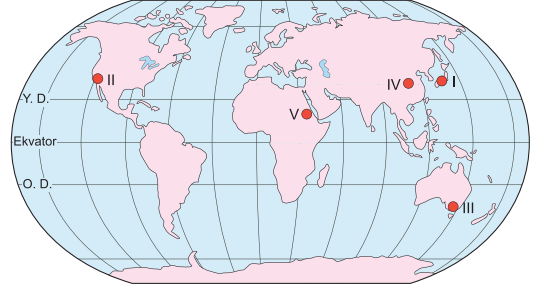 II
IV
I
Y. D.
V
Ekvator
O. D.
III